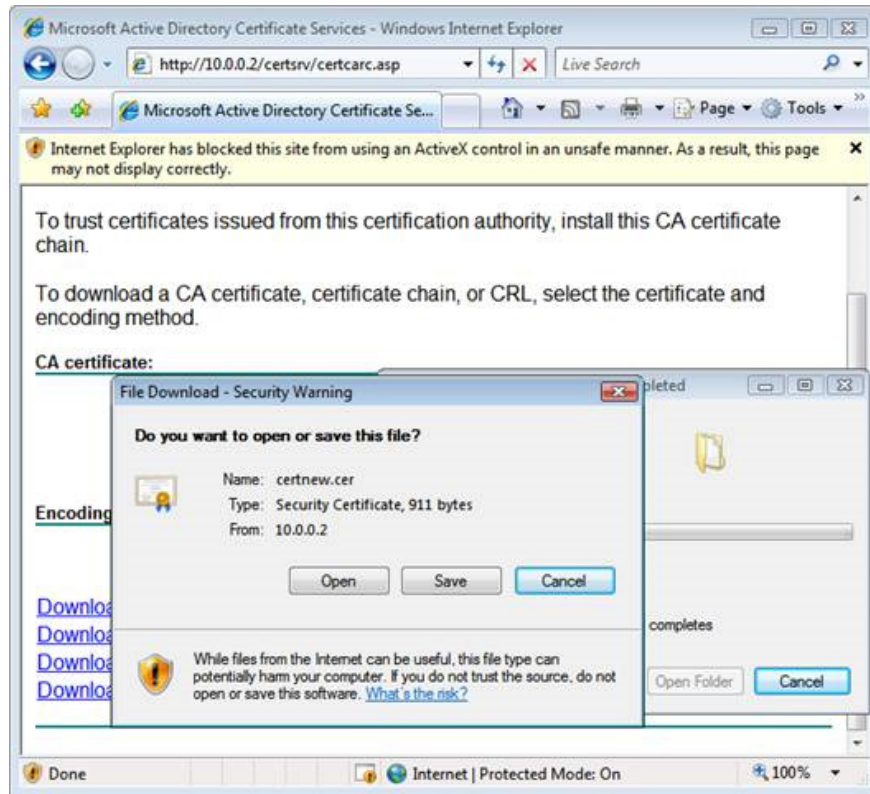 Microsoft Active Directory Certificate Services - Windows Internet Explorer
http://10.0.0.2/certsrv/certcarc.asp
Live Search
Microsoft Active Directory Certificate Se...
Page
Tools
Internet Explorer has blocked this site from using an ActiveX control in an unsafe manner. As a result, this page
may not display correctly.
To trust certificates issued from this certification authority, install this CA certificate
chain.
To download a CA certificate, certificate chain, or CRL, select the certificate and
encoding method.
CA certificate:
pleted
File Download - Security Warning
Do you want to open or save this file?
Name: certnew.cer
Type: Security Certificate, 911 bytes
From: 10.0.0.2
Encoding
Open Save Cancel
Downloa
Downloa
Downloa
Downloa
completes
While files from the Internet can be useful, this file type can
potentially harm your computer. If you do not trust the source, do not
open or save this software. What's the risk?
Open Folder Cancel
Done
Internet | Protected Mode: On
100%